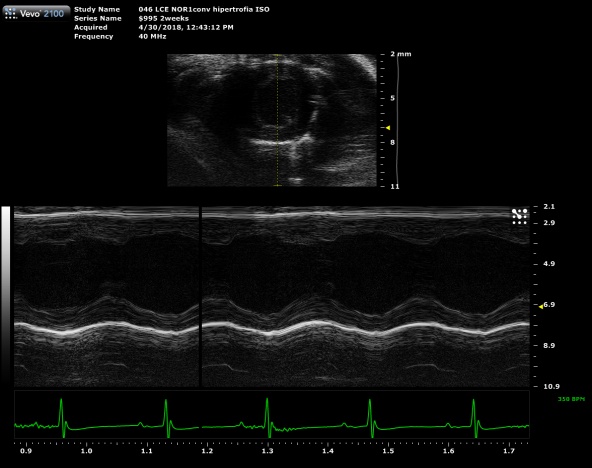 Vevo 2100
Study Name 046 LCE NOR1conv hipertrofia ISO
Series Name $995 2weeks
Acquired 4/30/2018, 12:43:12 PM
Frequency 40 MHz
2 mm
5
8
11
2.1
2.9
4.9
6.9
8.9
10.9
350 BPM
0.9 1.0 1.1 1.2 1.3 1.4 1.5 1.6 1.7